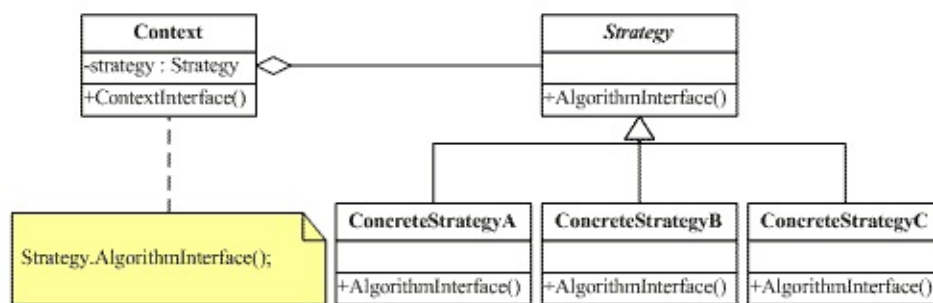 Context
-strategy : Strategy
+ContextInterface()
Strategy
+AlgorithmInterface()
Strategy.AlgorithmInterface();
ConcreteStrategyA
+AlgorithmInterface()
ConcreteStrategyB
+AlgorithmInterface()
ConcreteStrategyC
+AlgorithmInterface()